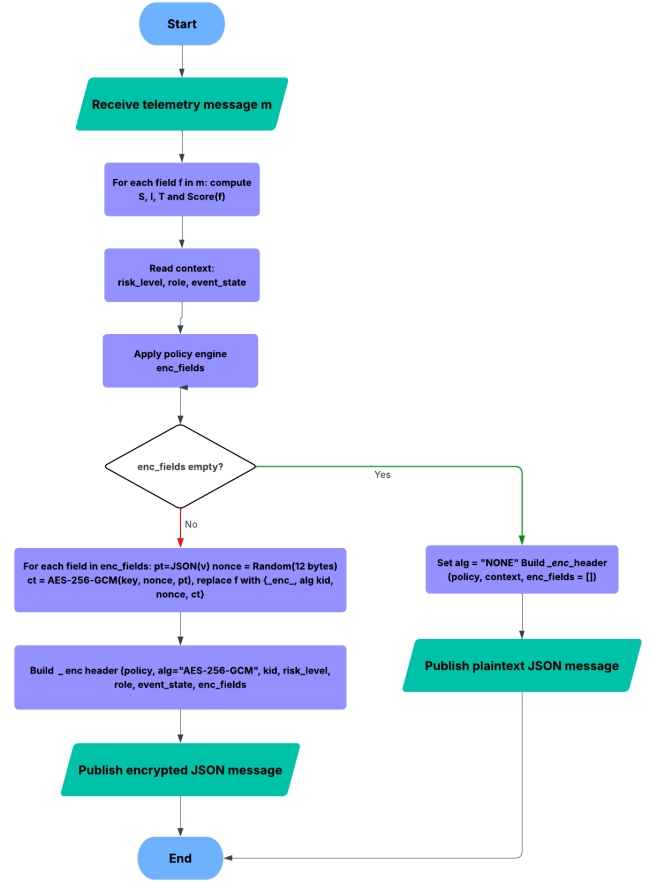 Start
Receive telemetry message m
For each field f in m: compute
S, I, T and Score(f)
Read context:
risk_level, role, event_state
Apply policy engine
enc_fields
enc_fields empty?
Yes
No
For each field in enc_fields: pt=JSON(v) nonce = Random(12 bytes)
ct = AES-256-GCM(key, nonce, pt), replace f with {_enc_, alg kid,
nonce, ct}
Set alg = "NONE" Build _enc_header
(policy, context, enc_fields = [])
Build _ enc header (policy, alg="AES-256-GCM", kid, risk_level,
role, event_state, enc_fields
Publish plaintext JSON message
Publish encrypted JSON message
End